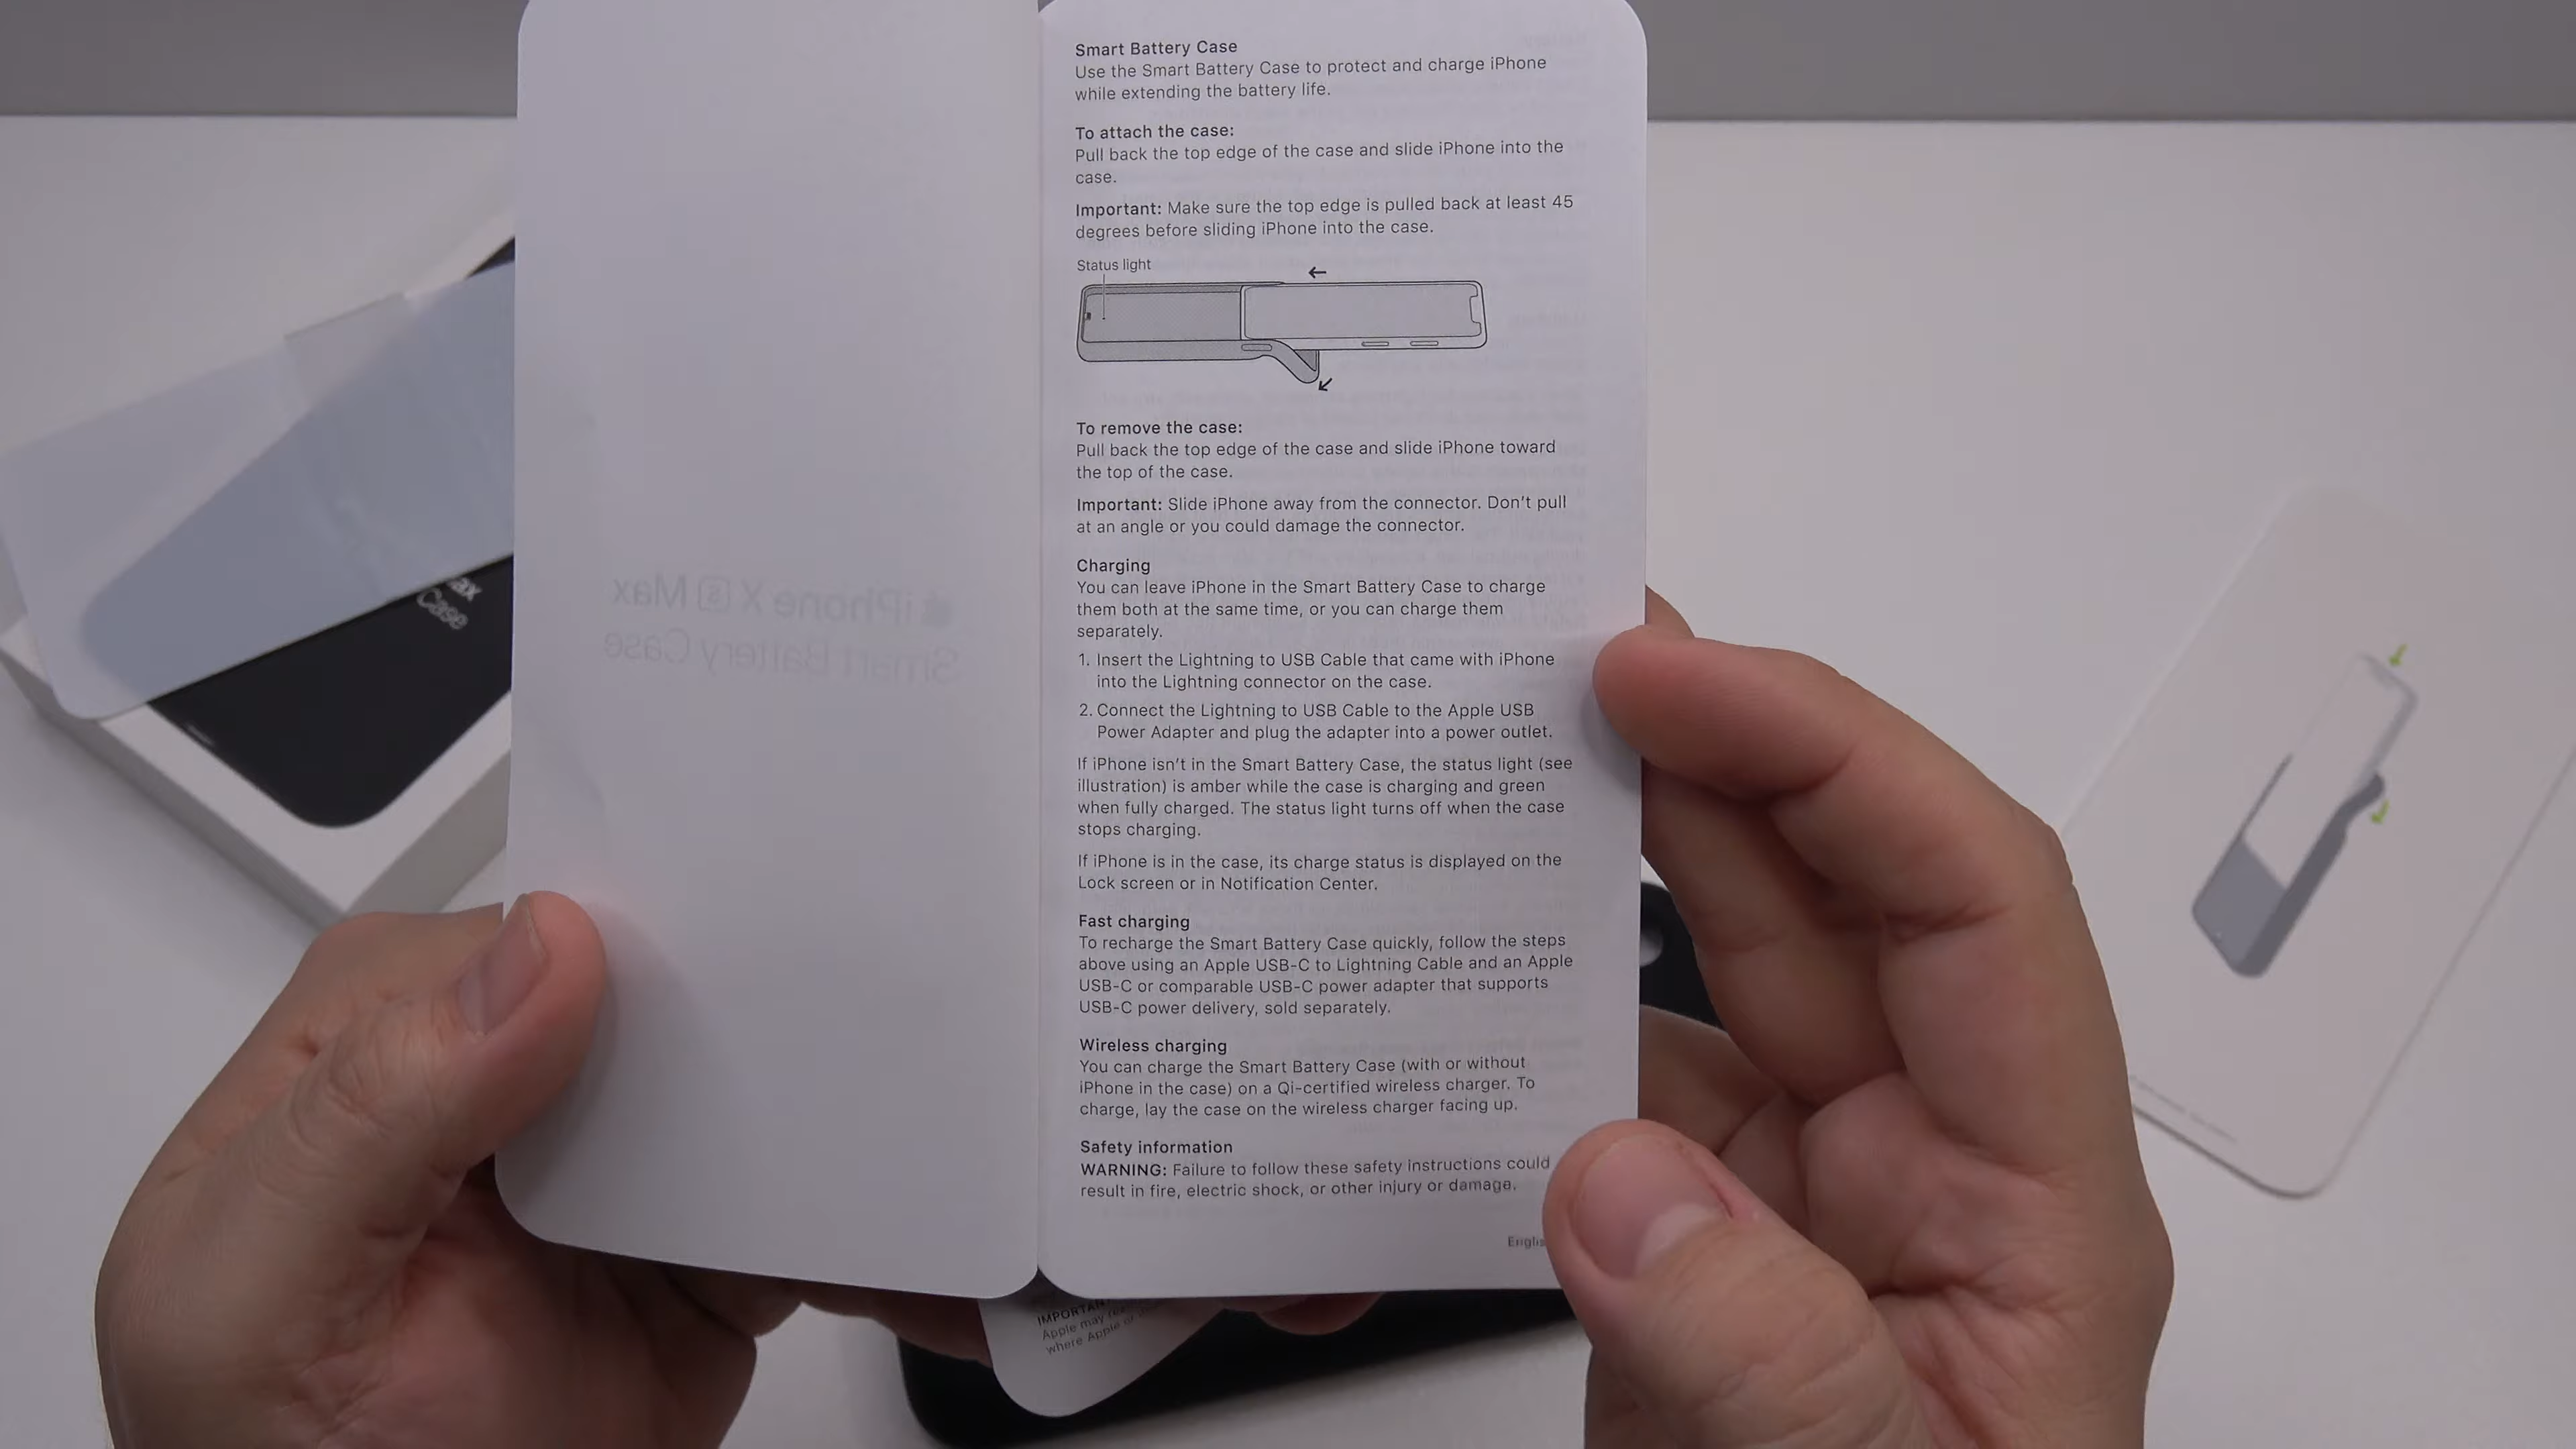 ax
Case
iPhone XS Max
Smart Battery Case
Smart Battery Case
Use the Smart Battery Case to protect and charge iPhone
while extending the battery life.
To attach the case:
Pull back the top edge of the case and slide iPhone into the
case.
Important: Make sure the top edge is pulled back at least 45
degrees before sliding iPhone into the case.
Status light
To remove the case:
Pull back the top edge of the case and slide iPhone toward
the top of the case.
Important: Slide iPhone away from the connector. Don't pull
at an angle or you could damage the connector.
Charging
You can leave iPhone in the Smart Battery Case to charge
them both at the same time, or you can charge them
separately.
1. Insert the Lightning to USB Cable that came with iPhone
into the Lightning connector on the case.
2. Connect the Lightning to USB Cable to the Apple USB
Power Adapter and plug the adapter into a power outlet.
If iPhone isn't in the Smart Battery Case, the status light (see
illustration) is amber while the case is charging and green
when fully charged. The status light turns off when the case
stops charging.
If iPhone is in the case, its charge status is displayed on the
Lock screen or in Notification Center.
Fast charging
To recharge the Smart Battery Case quickly, follow the steps
above using an Apple USB-C to Lightning Cable and an Apple
USB-C or comparable USB-C power adapter that supports
USB-C power delivery, sold separately.
Wireless charging
You can charge the Smart Battery Case (with or without
iPhone in the case) on a Qi-certified wireless charger. To
charge, lay the case on the wireless charger facing up.
Safety information
WARNING: Failure to follow these safety instructions could
result in fire, electric shock, or other injury or damage.
Englis
IMPORTAN
Apple may
where Apple or